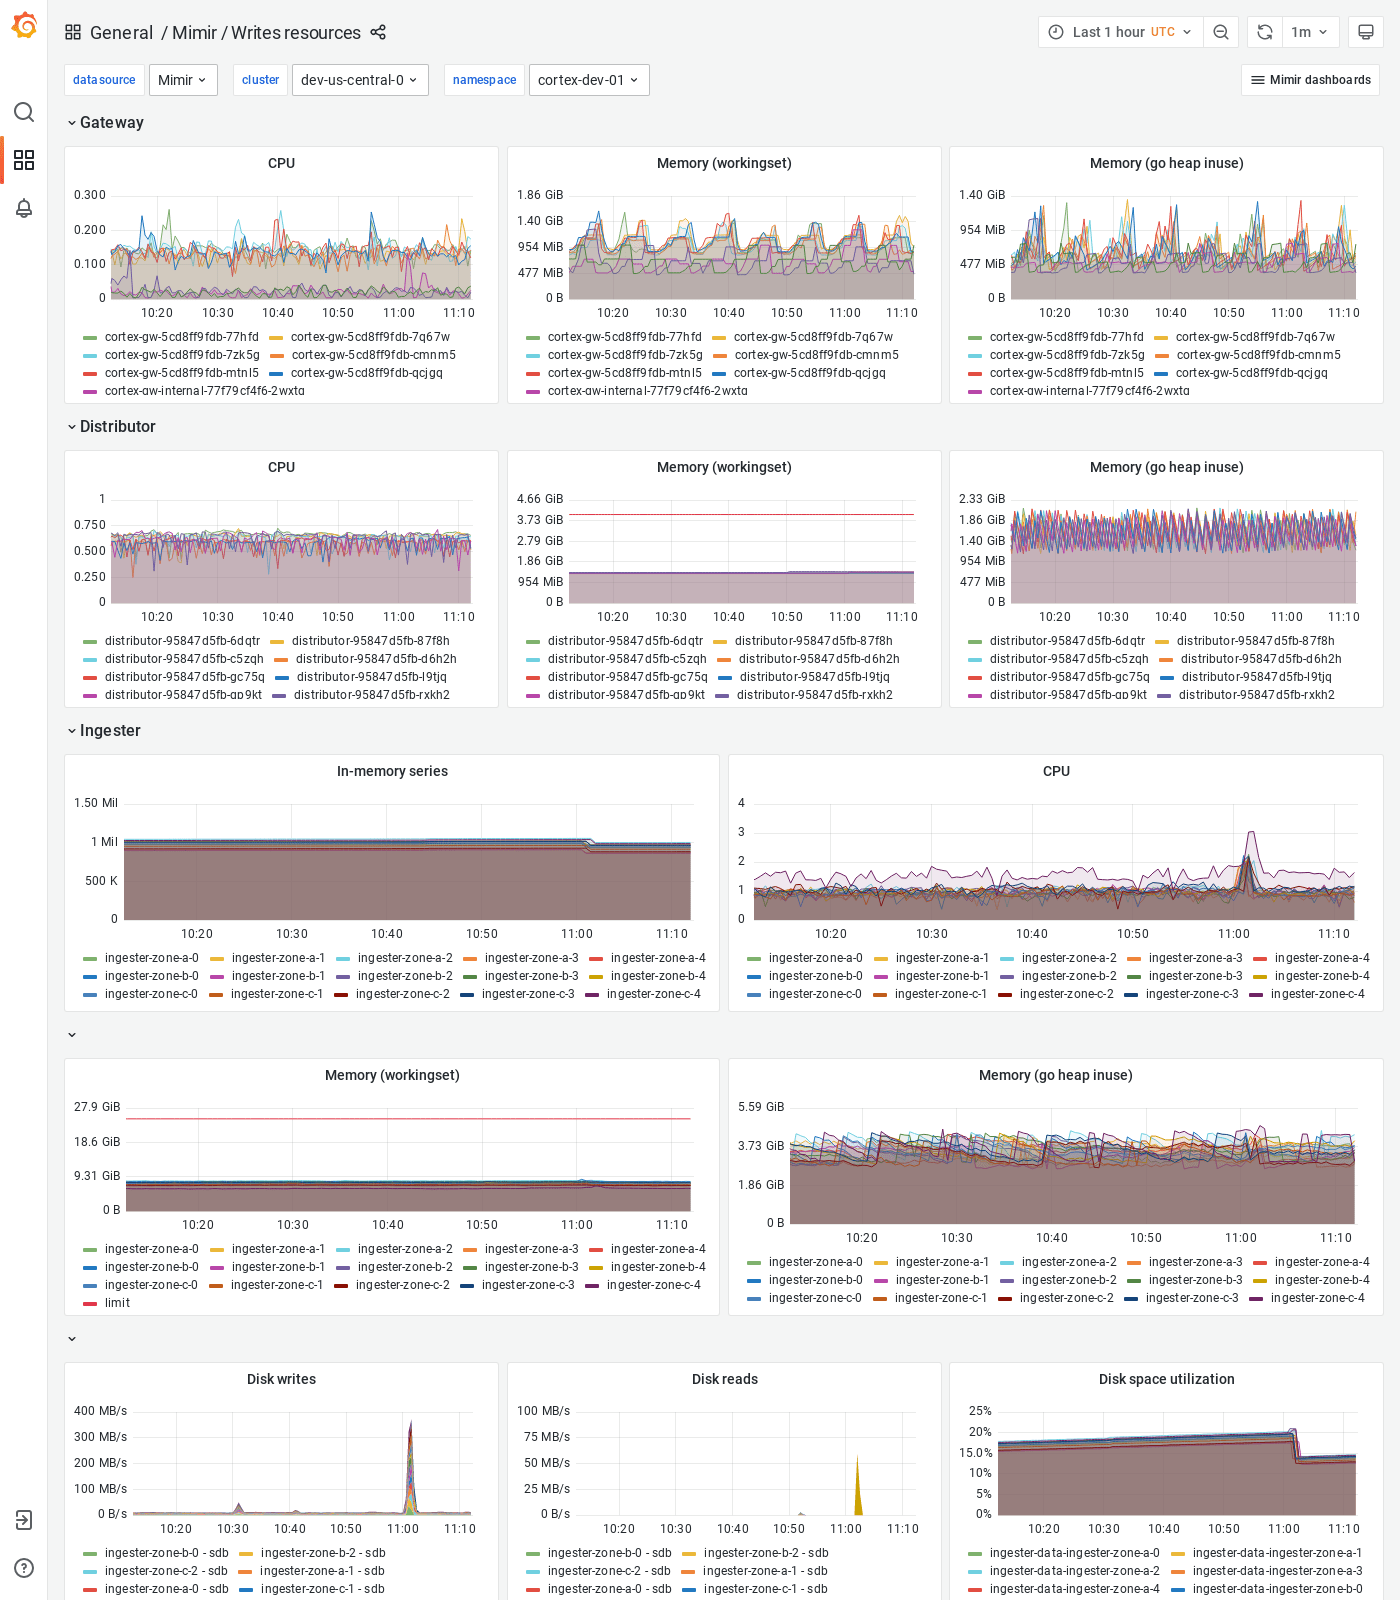 General / Mimir / Writes resources
Last 1 hour UTC
1m
datasource Mimir cluster dev-us-central-0 namespace cortex-dev-01
Mimir dashboards
Gateway
CPU
0.300
0.200
0.100
0
10:20 10:30 10:40 10:50 11:00 11:10
cortex-gw-5cd8ff9fdb-77hfd cortex-gw-5cd8ff9fdb-7q67w
cortex-gw-5cd8ff9fdb-7zk5g cortex-gw-5cd8ff9fdb-cmnm5
cortex-gw-5cd8ff9fdb-mtnl5 cortex-gw-5cd8ff9fdb-qcjgq
cortex-gw-internal-77f79cf4f6-2wxtq
Memory (workingset)
1.86 GiB
1.40 GiB
954 MiB
477 MiB
0 B
10:20 10:30 10:40 10:50 11:00 11:10
cortex-gw-5cd8ff9fdb-77hfd cortex-gw-5cd8ff9fdb-7q67w
cortex-gw-5cd8ff9fdb-7zk5g cortex-gw-5cd8ff9fdb-cmnm5
cortex-gw-5cd8ff9fdb-mtnl5 cortex-gw-5cd8ff9fdb-qcjgq
cortex-gw-internal-77f79cf4f6-2wxtq
Memory (go heap inuse)
1.40 GiB
954 MiB
477 MiB
0 B
10:20 10:30 10:40 10:50 11:00 11:10
cortex-gw-5cd8ff9fdb-77hfd cortex-gw-5cd8ff9fdb-7q67w
cortex-gw-5cd8ff9fdb-7zk5g cortex-gw-5cd8ff9fdb-cmnm5
cortex-gw-5cd8ff9fdb-mtnl5 cortex-gw-5cd8ff9fdb-qcjgq
cortex-gw-internal-77f79cf4f6-2wxtq
Distributor
CPU
1
0.750
0.500
0.250
0
10:20 10:30 10:40 10:50 11:00 11:10
distributor-95847d5fb-6dqtr distributor-95847d5fb-87f8h
distributor-95847d5fb-c5zqh distributor-95847d5fb-d6h2h
distributor-95847d5fb-gc75q distributor-95847d5fb-l9tjq
distributor-95847d5fb-qp9kt distributor-95847d5fb-rxkh2
Memory (workingset)
4.66 GiB
3.73 GiB
2.79 GiB
1.86 GiB
954 MiB
0 B
10:20 10:30 10:40 10:50 11:00 11:10
distributor-95847d5fb-6dqtr distributor-95847d5fb-87f8h
distributor-95847d5fb-c5zqh distributor-95847d5fb-d6h2h
distributor-95847d5fb-gc75q distributor-95847d5fb-l9tjq
distributor-95847d5fb-qp9kt distributor-95847d5fb-rxkh2
Memory (go heap inuse)
2.33 GiB
1.86 GiB
1.40 GiB
954 MiB
477 MiB
0 B
10:20 10:30 10:40 10:50 11:00 11:10
distributor-95847d5fb-6dqtr distributor-95847d5fb-87f8h
distributor-95847d5fb-c5zqh distributor-95847d5fb-d6h2h
distributor-95847d5fb-gc75q distributor-95847d5fb-l9tjq
distributor-95847d5fb-qp9kt distributor-95847d5fb-rxkh2
Ingester
In-memory series
1.50 Mil
1 Mil
500 K
0
10:20 10:30 10:40 10:50 11:00 11:10
ingester-zone-a-0 ingester-zone-a-1 ingester-zone-a-2 ingester-zone-a-3 ingester-zone-a-4
ingester-zone-b-0 ingester-zone-b-1 ingester-zone-b-2 ingester-zone-b-3 ingester-zone-b-4
ingester-zone-c-0 ingester-zone-c-1 ingester-zone-c-2 ingester-zone-c-3 ingester-zone-c-4
CPU
4
3
2
1
0
10:20 10:30 10:40 10:50 11:00 11:10
ingester-zone-a-0 ingester-zone-a-1 ingester-zone-a-2 ingester-zone-a-3 ingester-zone-a-4
ingester-zone-b-0 ingester-zone-b-1 ingester-zone-b-2 ingester-zone-b-3 ingester-zone-b-4
ingester-zone-c-0 ingester-zone-c-1 ingester-zone-c-2 ingester-zone-c-3 ingester-zone-c-4
Memory (workingset)
27.9 GiB
18.6 GiB
9.31 GiB
0 B
10:20 10:30 10:40 10:50 11:00 11:10
ingester-zone-a-0 ingester-zone-a-1 ingester-zone-a-2 ingester-zone-a-3 ingester-zone-a-4
ingester-zone-b-0 ingester-zone-b-1 ingester-zone-b-2 ingester-zone-b-3 ingester-zone-b-4
ingester-zone-c-0 ingester-zone-c-1 ingester-zone-c-2 ingester-zone-c-3 ingester-zone-c-4
limit
Memory (go heap inuse)
5.59 GiB
3.73 GiB
1.86 GiB
0 B
10:20 10:30 10:40 10:50 11:00 11:10
ingester-zone-a-0 ingester-zone-a-1 ingester-zone-a-2 ingester-zone-a-3 ingester-zone-a-4
ingester-zone-b-0 ingester-zone-b-1 ingester-zone-b-2 ingester-zone-b-3 ingester-zone-b-4
ingester-zone-c-0 ingester-zone-c-1 ingester-zone-c-2 ingester-zone-c-3 ingester-zone-c-4
Disk writes
400 MB/s
300 MB/s
200 MB/s
100 MB/s
0 B/s
10:20 10:30 10:40 10:50 11:00 11:10
ingester-zone-b-0 - sdb ingester-zone-b-2 - sdb
ingester-zone-c-2 - sdb ingester-zone-a-1 - sdb
ingester-zone-a-0 - sdb ingester-zone-c-1 - sdb
Disk reads
100 MB/s
75 MB/s
50 MB/s
25 MB/s
0 B/s
10:20 10:30 10:40 10:50 11:00 11:10
ingester-zone-b-0 - sdb ingester-zone-b-2 - sdb
ingester-zone-c-2 - sdb ingester-zone-a-1 - sdb
ingester-zone-a-0 - sdb ingester-zone-c-1 - sdb
Disk space utilization
25%
20%
15.0%
10%
5%
0%
10:20 10:30 10:40 10:50 11:00 11:10
ingester-data-ingester-zone-a-0 ingester-data-ingester-zone-a-1
ingester-data-ingester-zone-a-2 ingester-data-ingester-zone-a-3
ingester-data-ingester-zone-a-4 ingester-data-ingester-zone-b-0